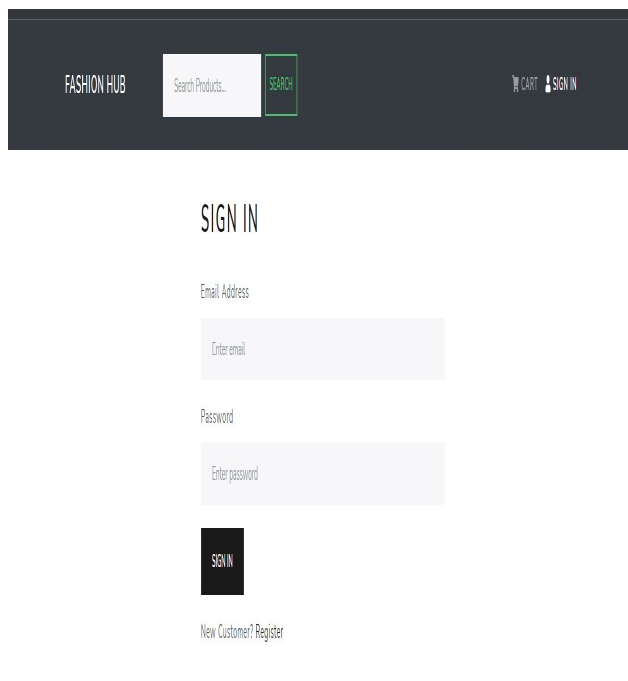 FASHION HUB Search Products... SEARCH CART SIGN IN
SIGN IN
Email Address
Enter email
Password
Enter password
SIGN IN
New Customer? Register